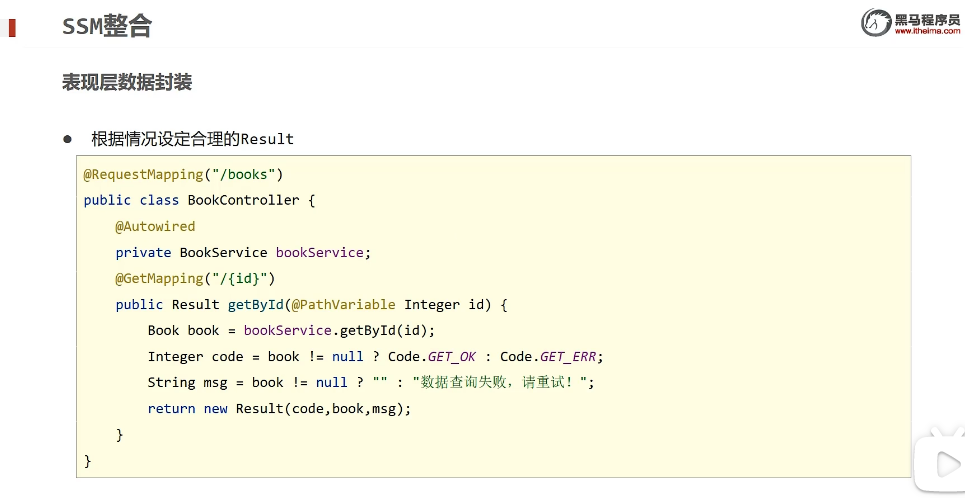 SSM整合
黑马程序员
www.itheima.com
表现层数据封装
● 根据情况设定合理的Result
@RequestMapping("/books")
public class BookController {
    @Autowired
    private BookService bookService;
    @GetMapping("/{id}")
    public Result getById(@PathVariable Integer id) {
        Book book = bookService.getById(id);
        Integer code = book != null ? Code.GET_OK : Code.GET_ERR;
        String msg = book != null ? "" : "数据查询失败，请重试！";
        return new Result(code,book,msg);
    }
}